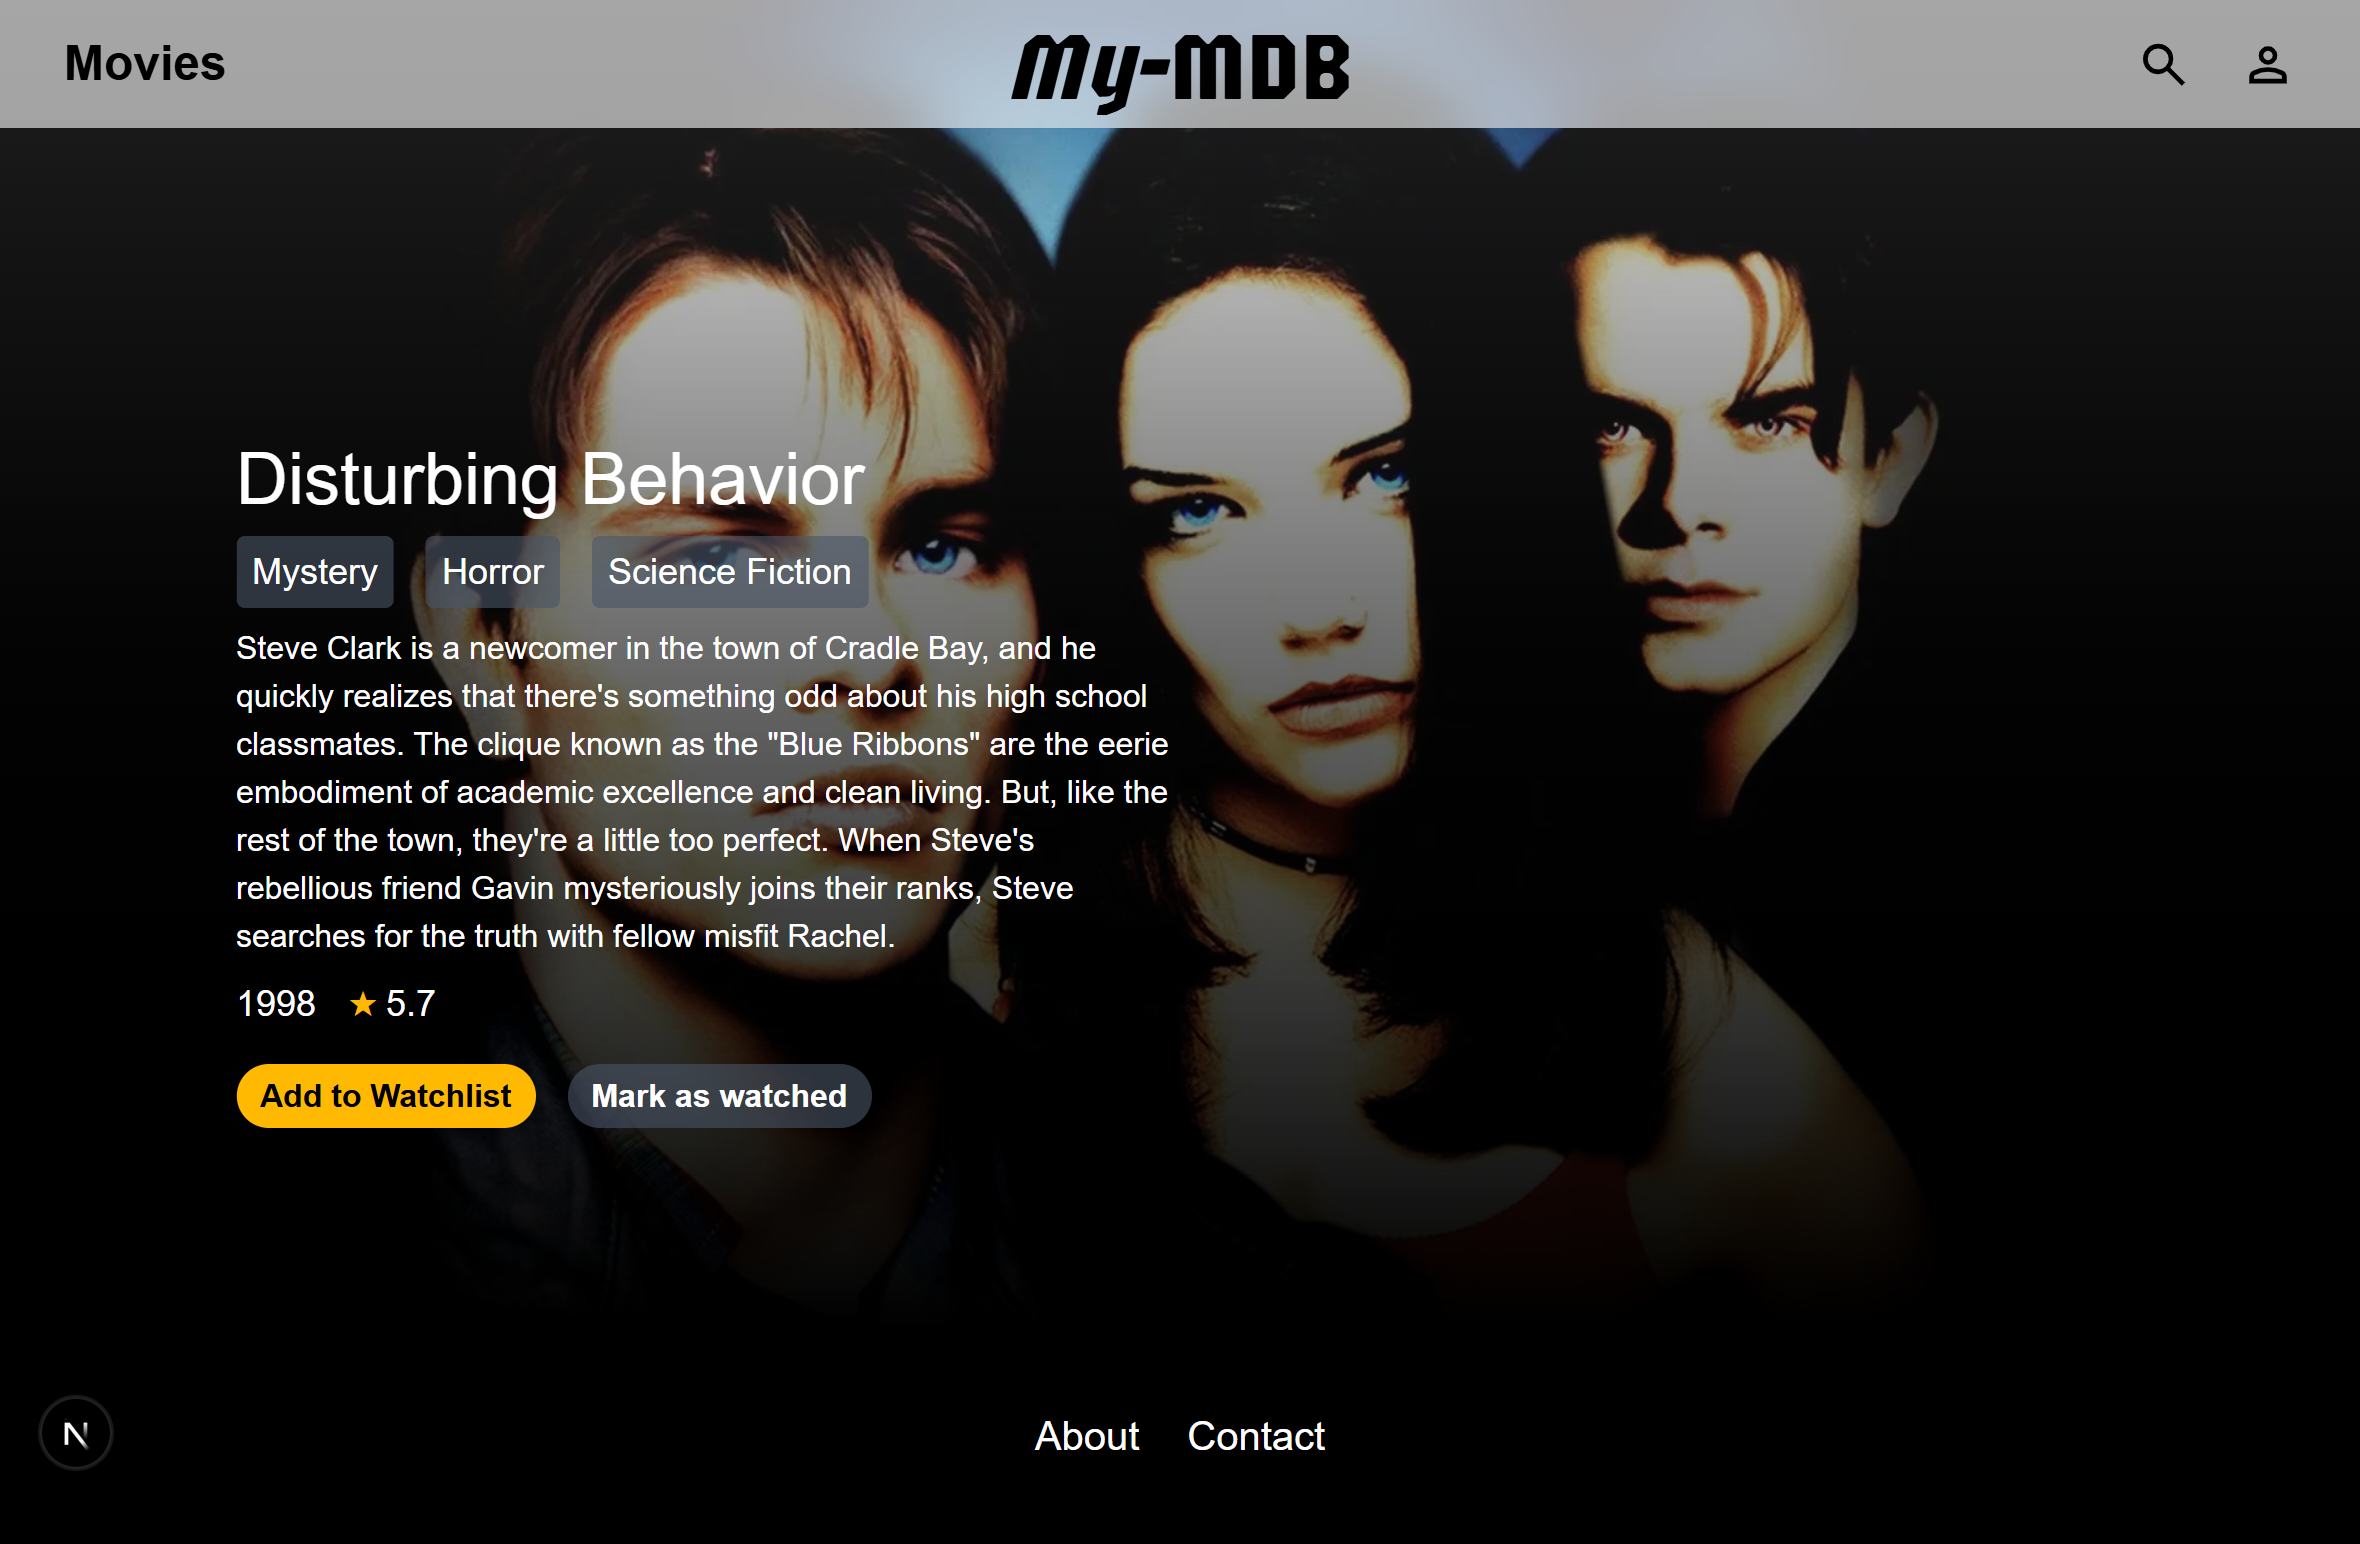 Movies
My-MDB
Disturbing Behavior
Mystery Horror Science Fiction
Steve Clark is a newcomer in the town of Cradle Bay, and he
quickly realizes that there's something odd about his high school
classmates. The clique known as the "Blue Ribbons" are the eerie
embodiment of academic excellence and clean living. But, like the
rest of the town, they're a little too perfect. When Steve's
rebellious friend Gavin mysteriously joins their ranks, Steve
searches for the truth with fellow misfit Rachel.
1998 ★ 5.7
Add to Watchlist Mark as watched
N
About Contact